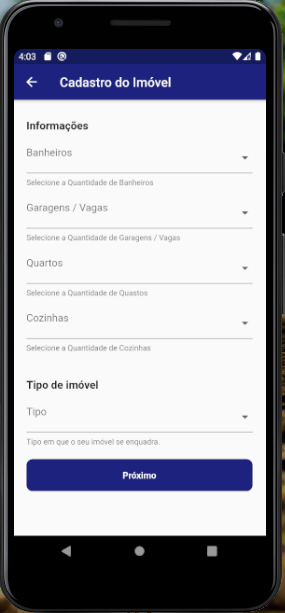 4:03
Cadastro do Imóvel
Informações
Banheiros
Selecione a Quantidade de Banheiros
Garagens / Vagas
Selecione a Quantidade de Garagens / Vagas
Quartos
Selecione a Quantidade de Quastos
Cozinhas
Selecione a Quantidade de Cozinhas
Tipo de imóvel
Tipo
Tipo em que o seu imóvel se enquadra.
Próximo